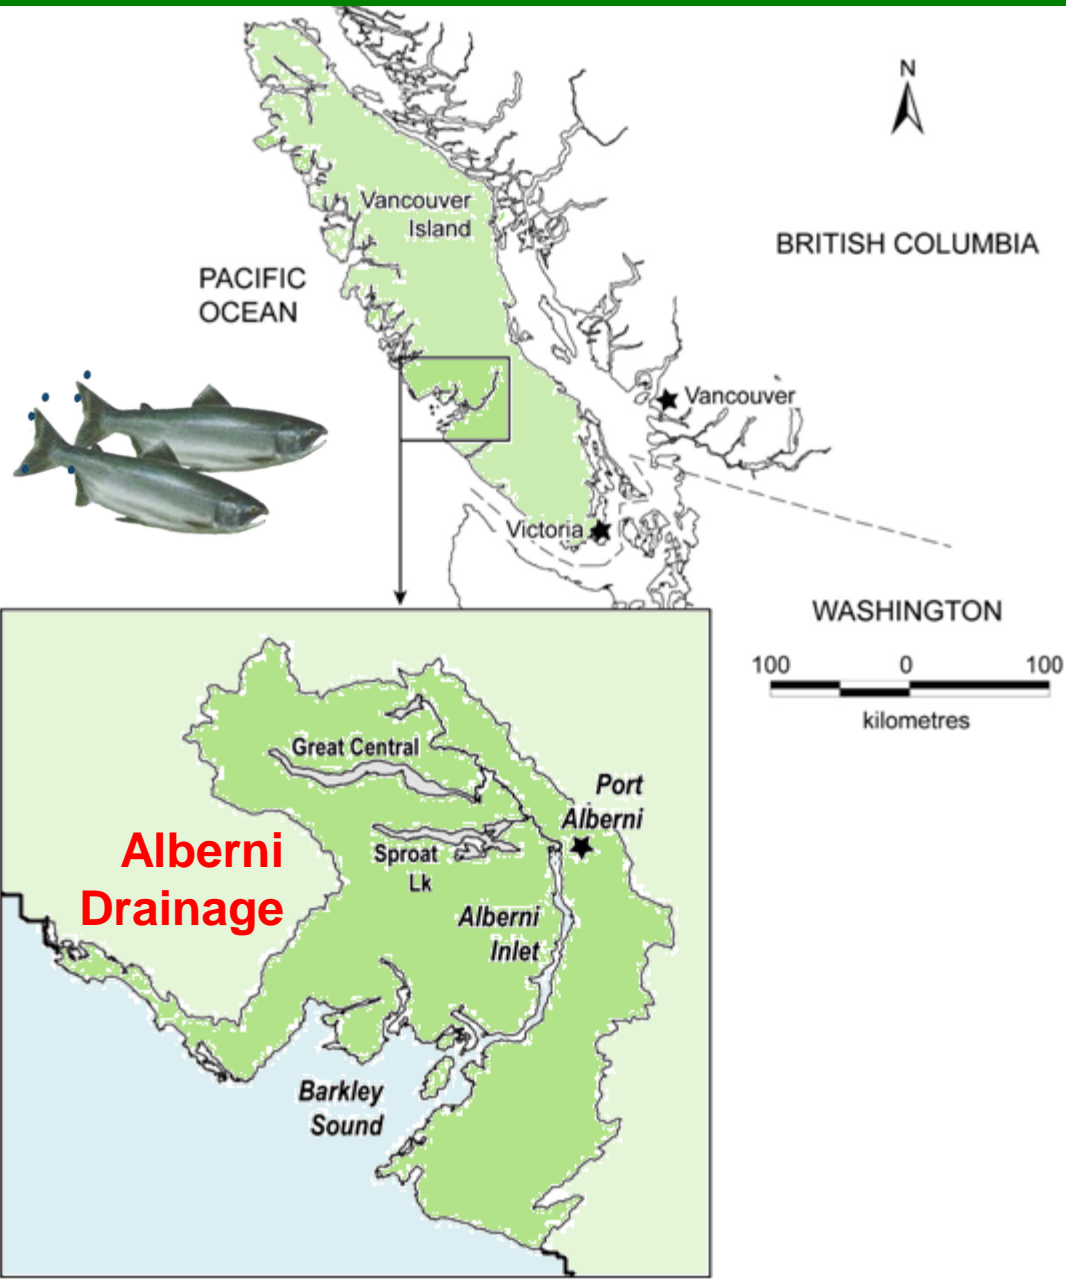 N
Vancouver
Island
BRITISH COLUMBIA
PACIFIC
OCEAN
Vancouver
Victoria
WASHINGTON
100 0 100
kilometres
Great Central
Port
Alberni
Sproat
Lk
Alberni
Drainage
Alberni
Inlet
Barkley
Sound